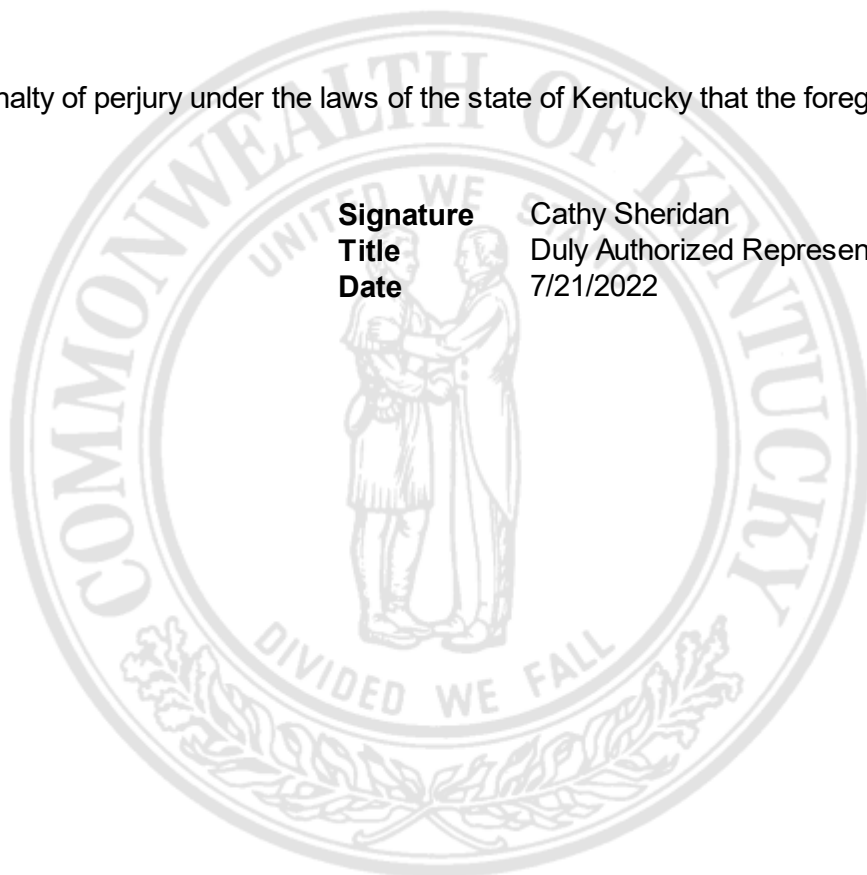 nalty of perjury under the laws of the state of Kentucky that the foreg
Signature Cathy Sheridan
Title Duly Authorized Represen
Date 7/21/2022
COMMONWEALTH OF KENTUCKY
UNITED WE S
DIVIDED WE FALL